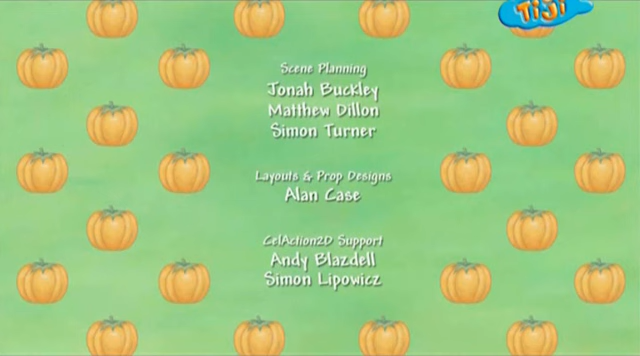 TiJi
Scene Planning
Jonah Buckley
Matthew Dillon
Simon Turner
Layouts & Prop Designs
Alan Case
CelAction2D Support
Andy Blazdell
Simon Lipowicz